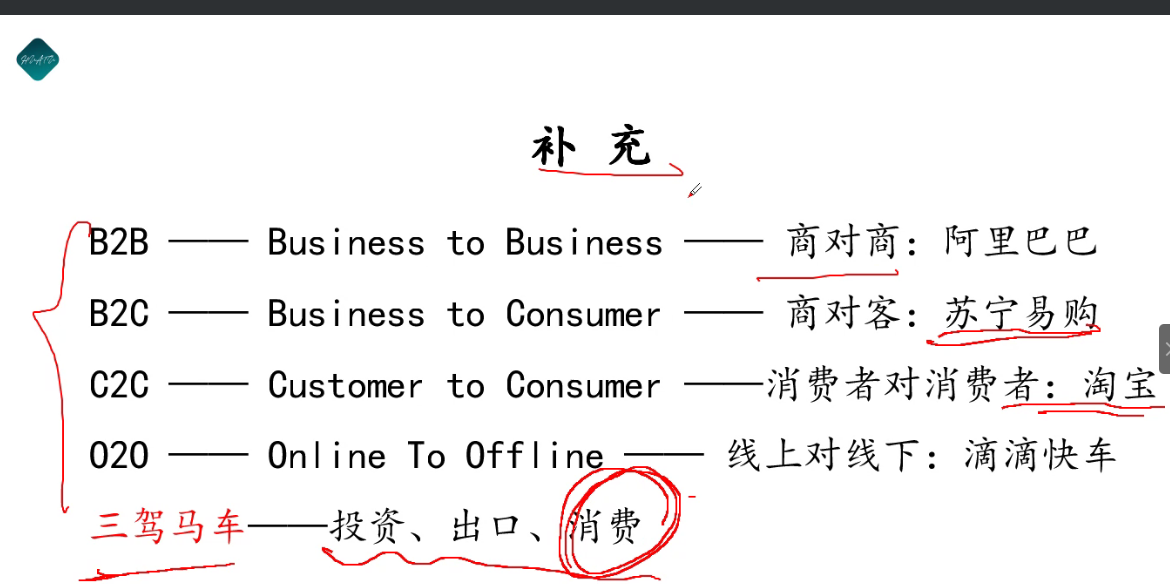 补 充
B2B —— Business to Business —— 商对商：阿里巴巴
B2C —— Business to Consumer —— 商对客：苏宁易购
C2C —— Customer to Consumer ——消费者对消费者：淘宝
O2O —— Online To Offline —— 线上对线下：滴滴快车
三驾马车——投资、出口、消费